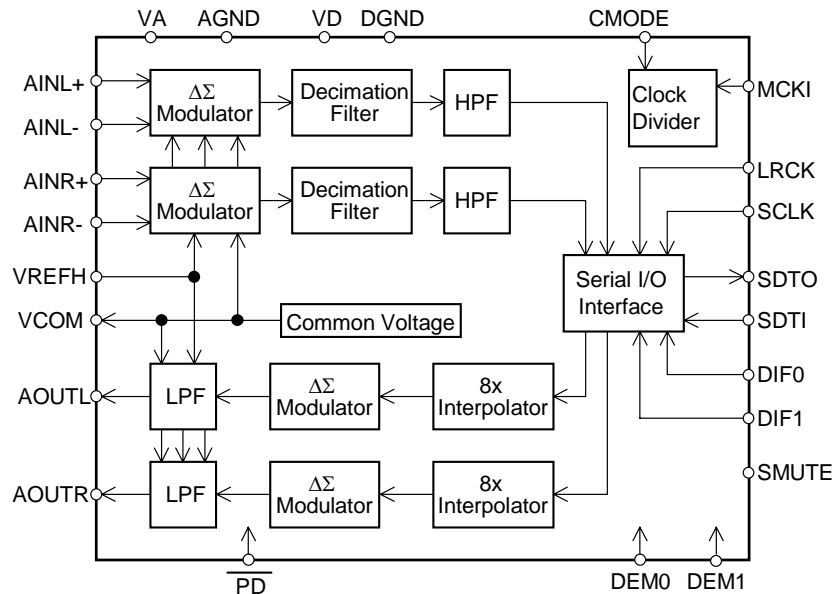 VA AGND VD DGND CMODE
AINL+
AINL-
AINR+
AINR-
VREFH
VCOM
AOUTL
AOUTR
ΔΣ
Modulator
Decimation
Filter
HPF
Clock
Divider
MCKI
LRCK
SCLK
SDTO
SDTI
DIF0
DIF1
SMUTE
ΔΣ
Modulator
Decimation
Filter
HPF
Serial I/O
Interface
Common Voltage
LPF
ΔΣ
Modulator
8x
Interpolator
LPF
ΔΣ
Modulator
8x
Interpolator
PD DEM0 DEM1